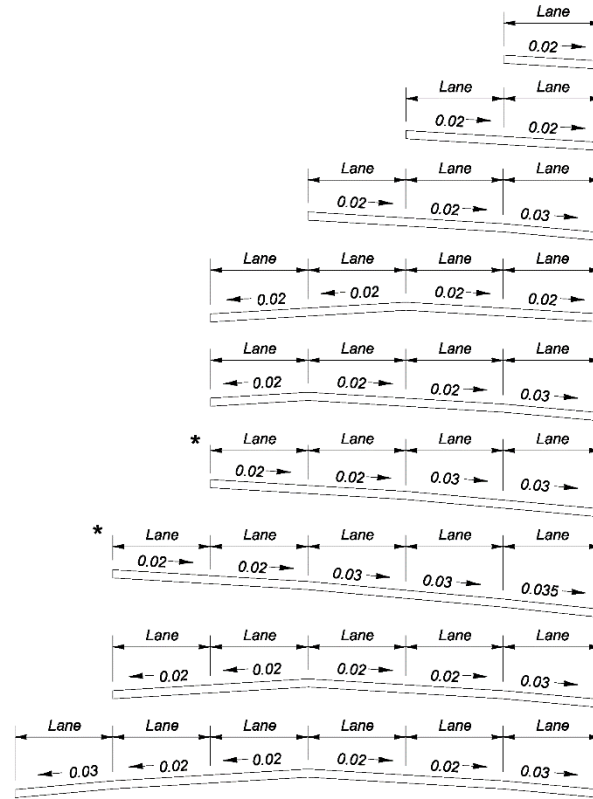 Lane
0.02
Lane Lane
0.02 0.02
Lane Lane Lane
0.02 0.02 0.03
Lane Lane Lane Lane
0.02 0.02 0.02 0.02
Lane Lane Lane Lane
0.02 0.02 0.02 0.03
* Lane Lane Lane Lane
0.02 0.02 0.03 0.03
* Lane Lane Lane Lane Lane
0.02 0.02 0.03 0.03 0.035
Lane Lane Lane Lane Lane
0.02 0.02 0.02 0.02 0.03
Lane Lane Lane Lane Lane Lane
0.03 0.02 0.02 0.02 0.02 0.03